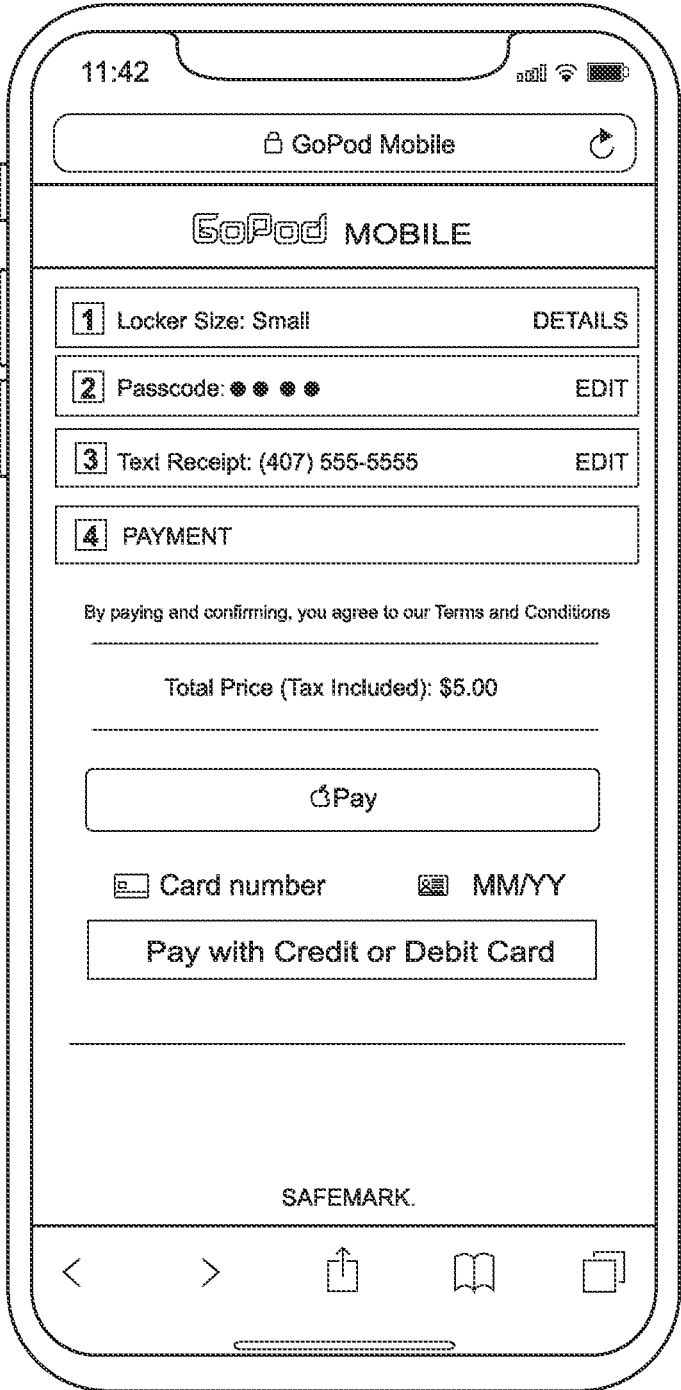 11:42
GoPod Mobile
GoPod MOBILE
1 Locker Size: Small DETAILS
2 Passcode: ●● ●● EDIT
3 Text Receipt: (407) 555-5555 EDIT
4 PAYMENT
By paying and confirming, you agree to our Terms and Conditions
Total Price (Tax Included): $5.00
Pay
Card number MM/YY
Pay with Credit or Debit Card
SAFEMARK.